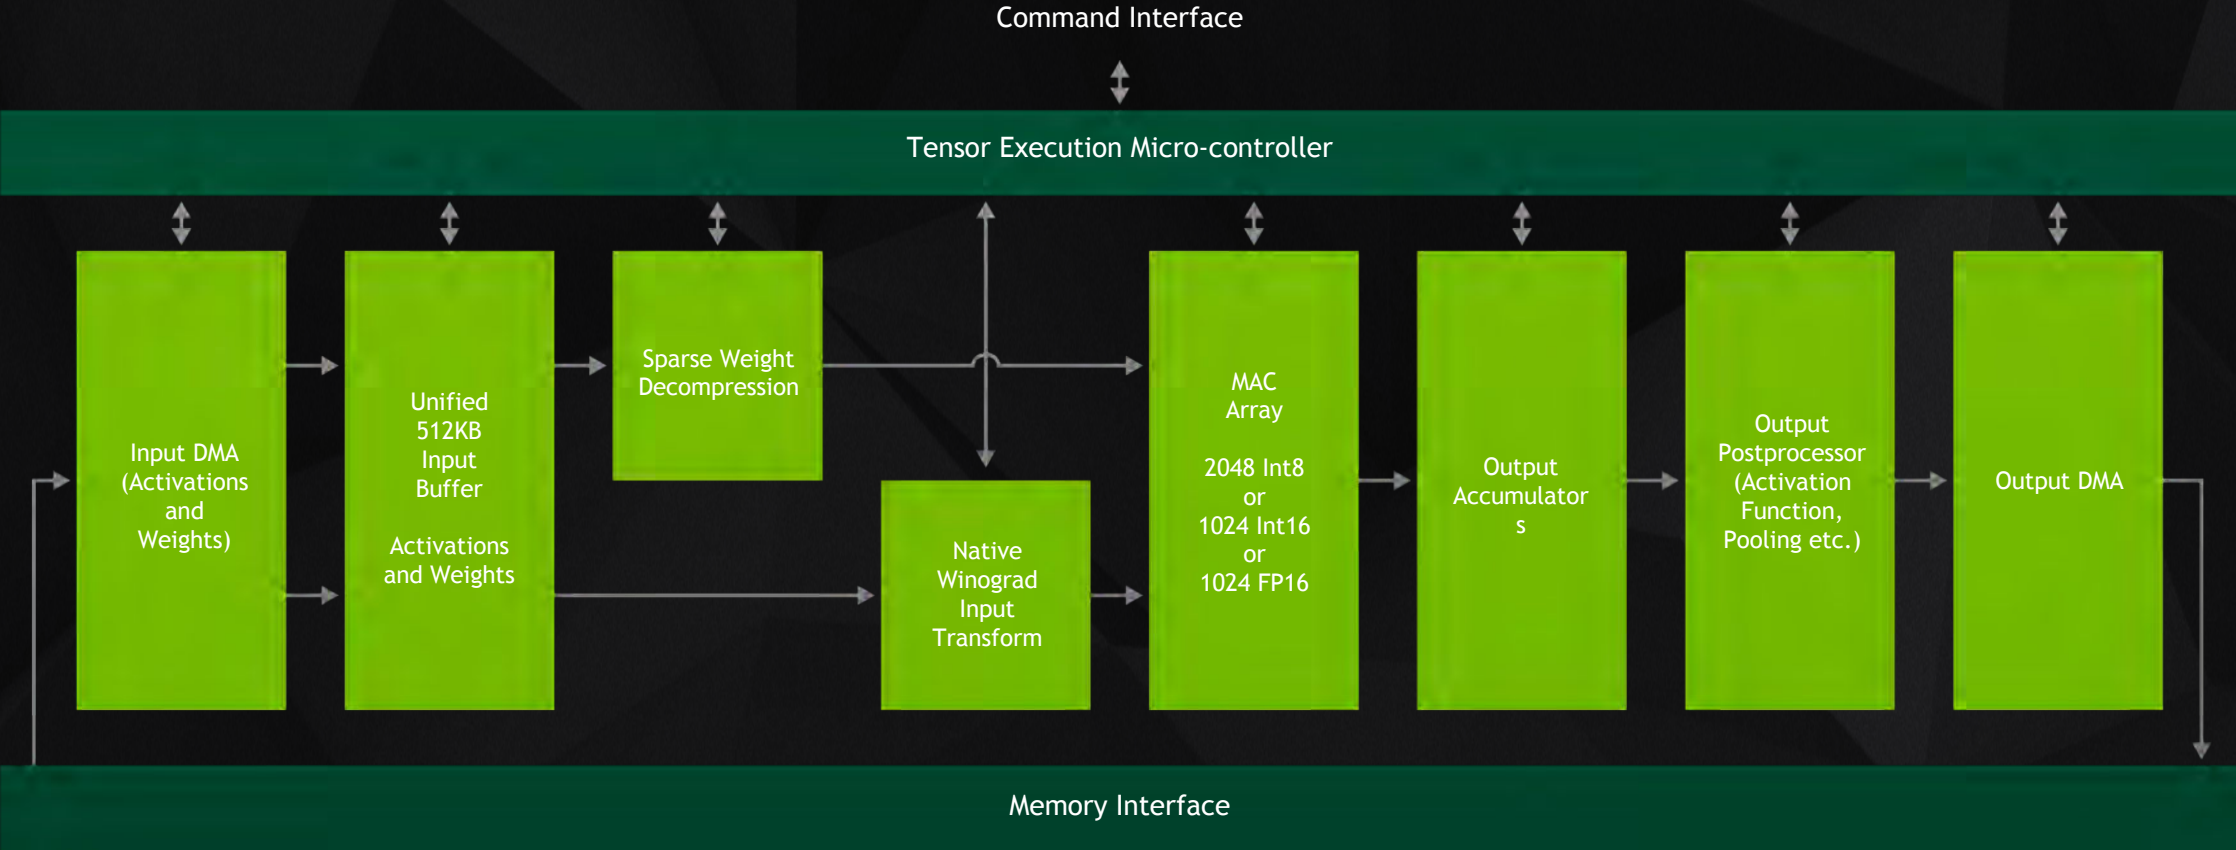 Command Interface
Tensor Execution Micro-controller
Input DMA
(Activations
and
Weights)
Unified
512KB
Input
Buffer
Activations
and Weights
Sparse Weight
Decompression
Native
Winograd
Input
Transform
MAC
Array
2048 Int8
or
1024 Int16
or
1024 FP16
Output
Accumulator
s
Output
Postprocessor
(Activation
Function,
Pooling etc.)
Output DMA
Memory Interface